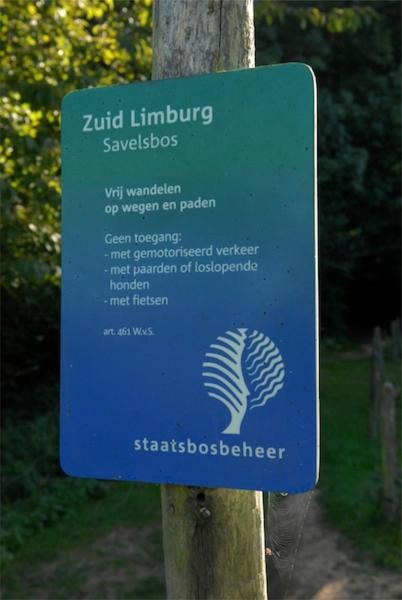 Zuid Limburg
Savelsbos
Vrij wandelen
op wegen en paden
Geen toegang:
- met gemotoriseerd verkeer
- met paarden of loslopende
honden
- met fietsen
art. 461 W.v.S.
staatsbosbeheer